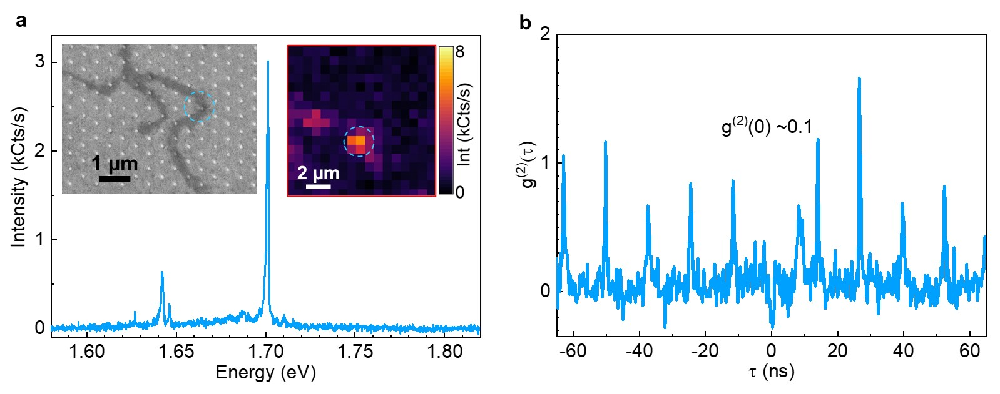 a
3
2
1
0
Intensity (kCts/s)
1 µm
2 µm
8
0
Int (kCts/s)
1.60 1.65 1.70 1.75 1.80
Energy (eV)
b
2
1
0
g(2)(τ)
g(2)(0) ~0.1
-60 -40 -20 0 20 40 60
τ (ns)